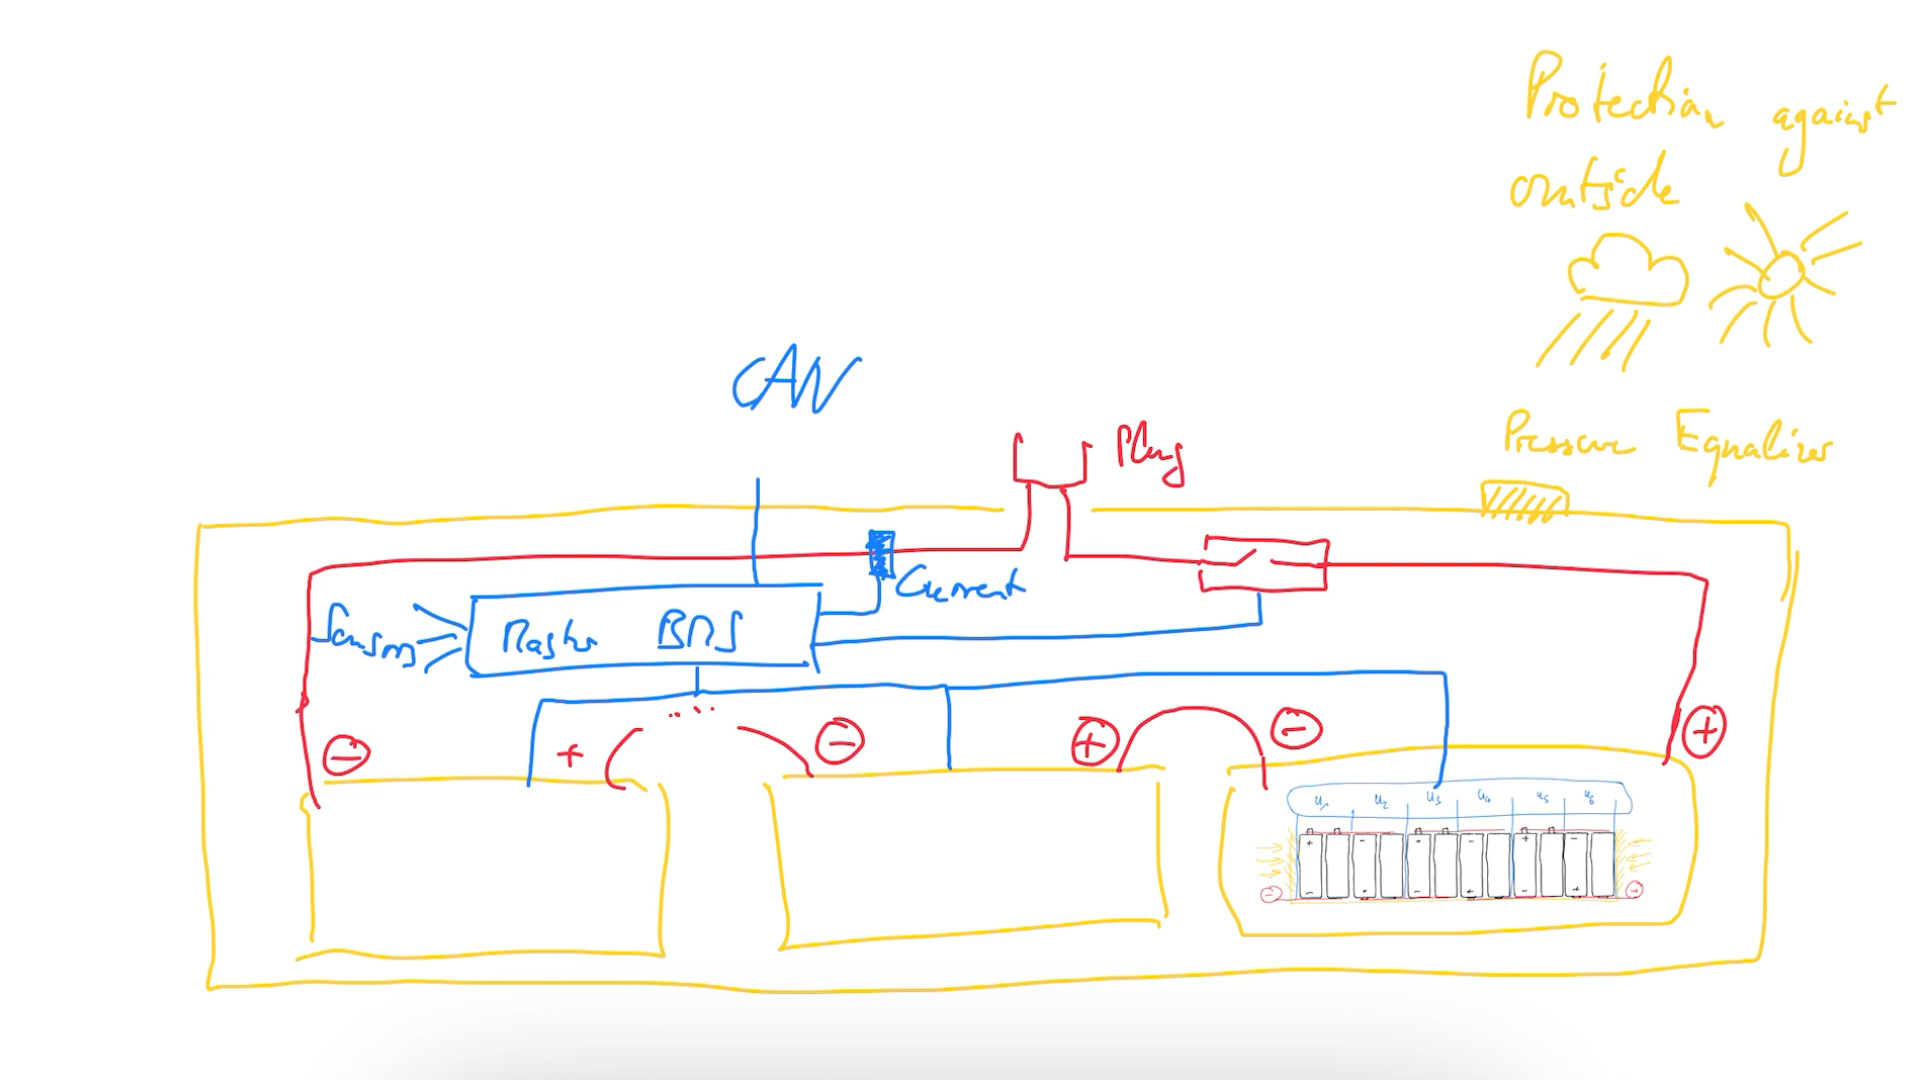 Protection against
outside
CAN
Pressure Equalizer
Plug
Current
Sensors
Master BMS
- + - + - +
U1 U2 U3 U4 U5 U6
+ - + - + -
- + - + - +
- +